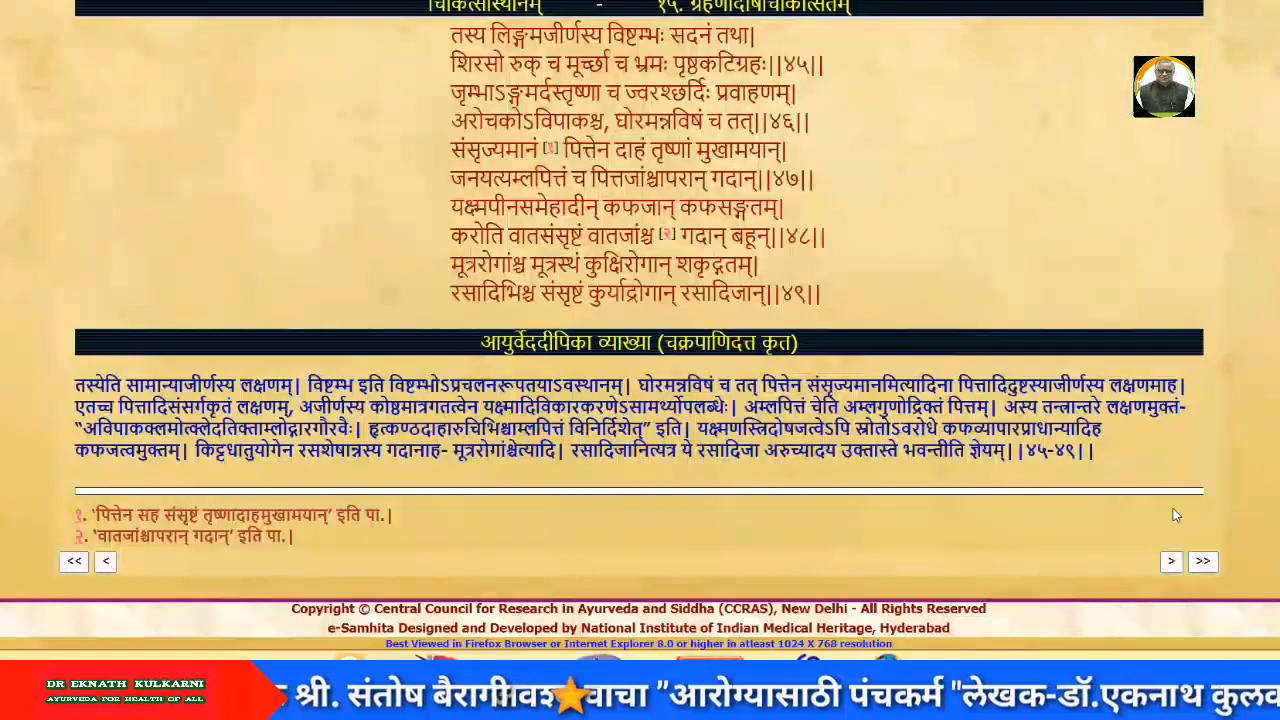 चिकित्सास्थानम् - १५. ग्रहणीदोषचिकित्सितम्
तस्य लिङ्गमजीर्णस्य विष्टम्भः सदनं तथा|
शिरसो रुक् च मूर्च्छा च भ्रमः पृष्ठकटिग्रहः||४५||
जृम्भाऽङ्गमर्दस्तृष्णा च ज्वरश्छर्दिः प्रवाहणम्|
अरोचकोऽविपाकश्च, घोरमन्नविषं च तत्||४६||
संसृज्यमानं [१] पित्तेन दाहं तृष्णां मुखामयान्|
जनयत्यम्लपित्तं च पित्तजांश्चापरान् गदान्||४७||
यक्ष्मपीनसमेहादीन् कफजान् कफसङ्गतम्|
करोति वातसंसृष्टं वातजांश्च [२] गदान् बहून्||४८||
मूत्ररोगांश्च मूत्रस्थं कुक्षिरोगान् शकृद्गतम्|
रसादिभिश्च संसृष्टं कुर्याद्रोगान् रसादिजान्||४९||
आयुर्वेददीपिका व्याख्या (चक्रपाणिदत्त कृत)
तस्येति सामान्याजीर्णस्य लक्षणम्| विष्टम्भ इति विष्टम्भोऽप्रचलनरूपतयाऽवस्थानम्| घोरमन्नविषं च तत् पित्तेन संसृज्यमानमित्यादिना पित्तादिदुष्टस्याजीर्णस्य लक्षणमाह|
एतच्च पित्तादिसंसर्गकृतं लक्षणम्, अजीर्णस्य कोष्ठमात्रगतत्वेन यक्ष्मादिविकारकरणेऽसामर्थ्योपलब्धेः| अम्लपित्तं चेति अम्लगुणोद्रिक्तं पित्तम्| अस्य तन्त्रान्तरे लक्षणमुक्तं-
“अविपाकक्लमोत्क्लेदतिक्ताम्लोद्गारगौरवैः| हृत्कण्ठदाहारुचिभिश्चाम्लपित्तं विनिर्दिशेत्” इति| यक्ष्मणस्त्रिदोषजत्वेऽपि स्रोतोऽवरोधे कफव्यापारप्राधान्यादिह
कफजत्वमुक्तम्| किट्टधातुयोगेन रसशेषान्नस्य गदानाह- मूत्ररोगांश्चेत्यादि| रसादिजानित्यत्र ये रसादिजा अरुच्यादय उक्तास्ते भवन्तीति ज्ञेयम्||४५-४९||
१. ‘पित्तेन सह संसृष्टं तृष्णादाहमुखामयान्’ इति पा.|
२. ‘वातजांश्चापरान् गदान्’ इति पा.|
<< < > >>
Copyright © Central Council for Research in Ayurveda and Siddha (CCRAS), New Delhi - All Rights Reserved
e-Samhita Designed and Developed by National Institute of Indian Medical Heritage, Hyderabad
Best Viewed in Firefox Browser or Internet Explorer 8.0 or higher in atleast 1024 X 768 resolution
DR EKNATH KULKARNI
AYURVEDA FOR HEALTH OF ALL
श्री. संतोष बैरागी वाचा "आरोग्यासाठी पंचकर्म "लेखक-डॉ.एकनाथ